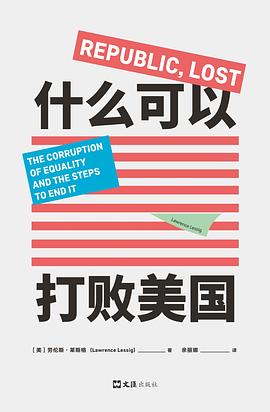 REPUBLIC, LOST
什么可以
THE CORRUPTION
OF EQUALITY
AND THE STEPS
TO END IT
Lawrence Lessig
打败美国
[美] 劳伦斯·莱斯格 (Lawrence Lessig) 著 余丽娜 译
文汇出版社